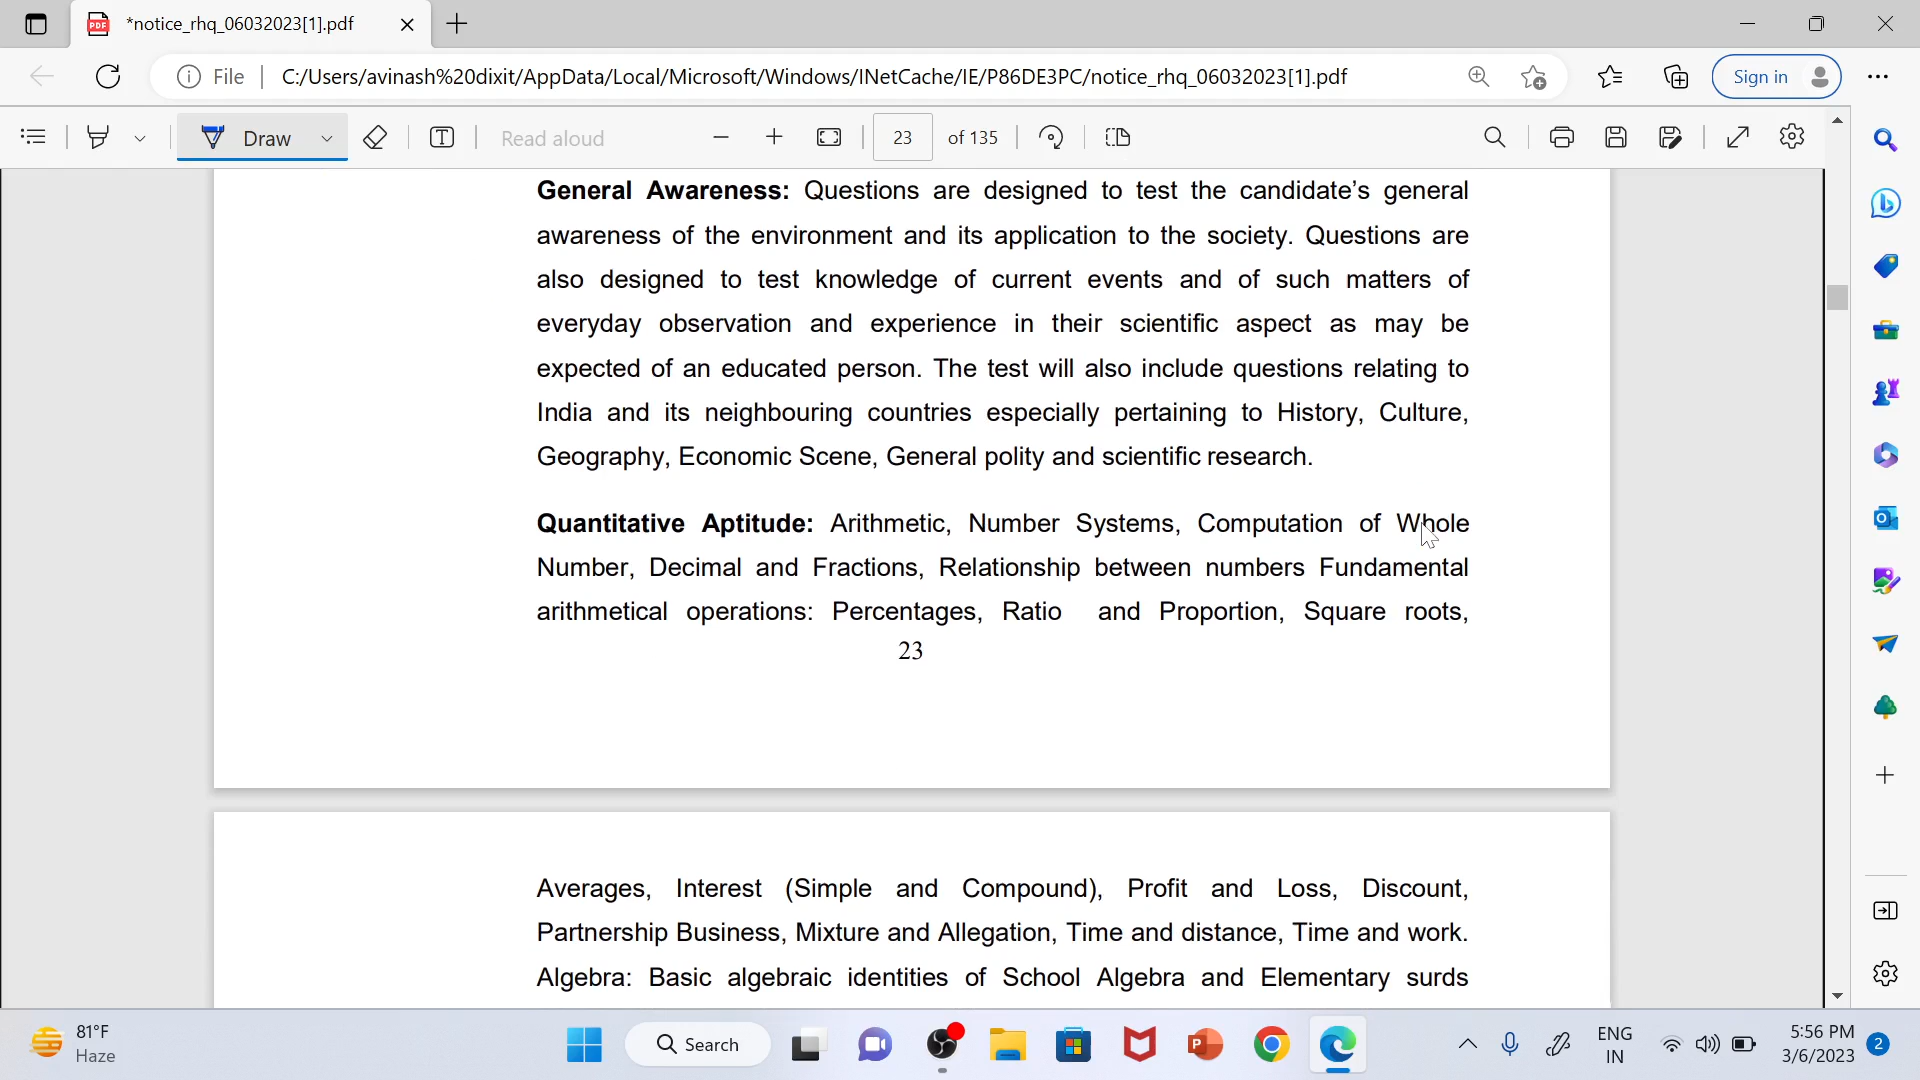 *notice_rhq_06032023[1].pdf
File
C:/Users/avinash%20dixit/AppData/Local/Microsoft/Windows/INetCache/IE/P86DE3PC/notice_rhq_06032023[1].pdf
Sign in
Draw
Read aloud
23
of 135
General Awareness: Questions are designed to test the candidate’s general
awareness of the environment and its application to the society. Questions are
also designed to test knowledge of current events and of such matters of
everyday observation and experience in their scientific aspect as may be
expected of an educated person. The test will also include questions relating to
India and its neighbouring countries especially pertaining to History, Culture,
Geography, Economic Scene, General polity and scientific research.
Quantitative Aptitude: Arithmetic, Number Systems, Computation of Whole
Number, Decimal and Fractions, Relationship between numbers Fundamental
arithmetical operations: Percentages, Ratio and Proportion, Square roots,
23
Averages, Interest (Simple and Compound), Profit and Loss, Discount,
Partnership Business, Mixture and Allegation, Time and distance, Time and work.
Algebra: Basic algebraic identities of School Algebra and Elementary surds
81°F
Haze
Search
ENG
IN
5:56 PM
3/6/2023
2